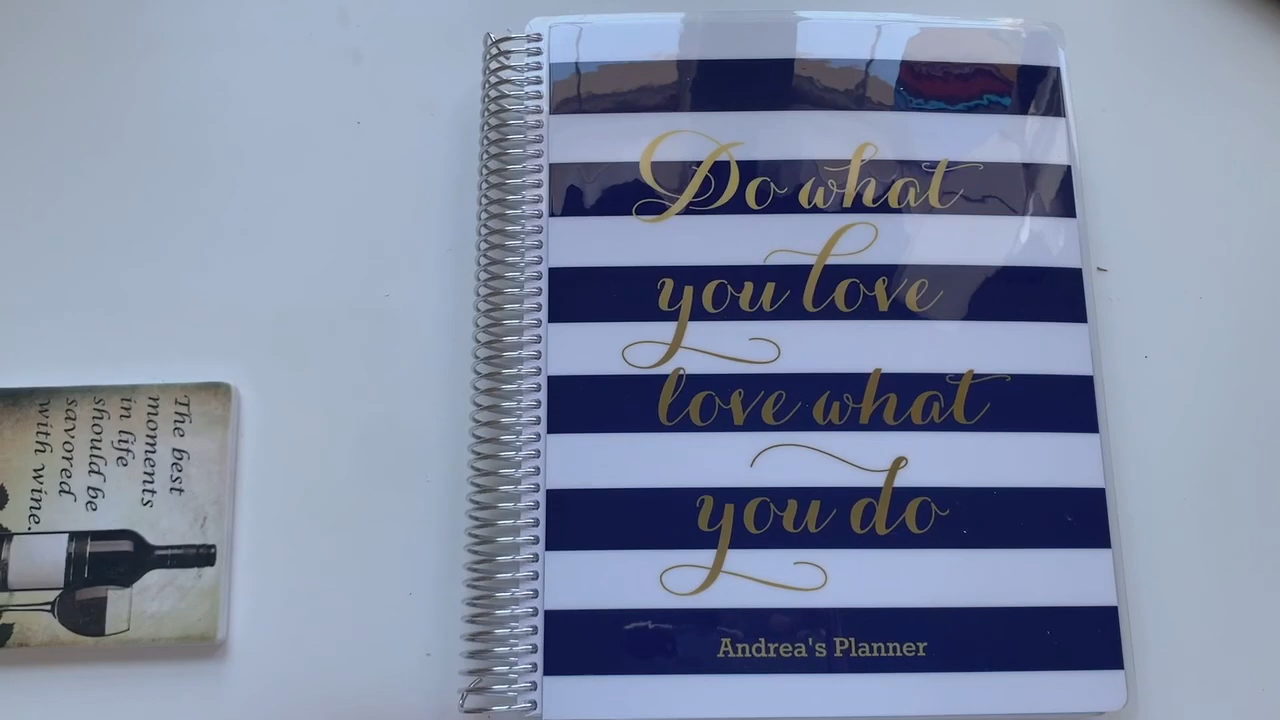 The best
moments
in life
should be
savored
with wine.
Do what
you love
love what
you do
Andrea's Planner